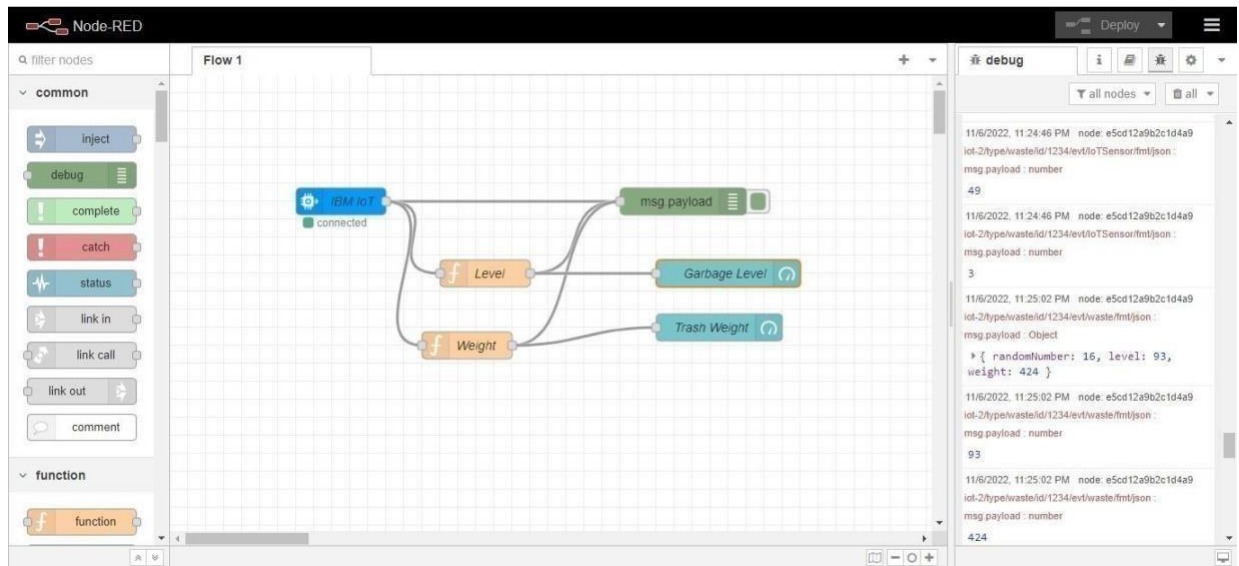 Node-RED
Deploy
filter nodes
Flow 1
debug
i
all nodes
all
common
inject
debug
complete
catch
status
link in
link call
link out
comment
function
function
IBM IoT
connected
msg.payload
Level
Garbage Level
Weight
Trash Weight
11/6/2022, 11:24:46 PM node: e5cd12a9b2c1d4a9
iot-2/type/waste/id/1234/evt/IoTSensor/fmt/json :
msg.payload : number
49
11/6/2022, 11:24:46 PM node: e5cd12a9b2c1d4a9
iot-2/type/waste/id/1234/evt/IoTSensor/fmt/json :
msg.payload : number
3
11/6/2022, 11:25:02 PM node: e5cd12a9b2c1d4a9
iot-2/type/waste/id/1234/evt/waste/fmt/json :
msg.payload : Object
{ randomNumber: 16, level: 93,
weight: 424 }
11/6/2022, 11:25:02 PM node: e5cd12a9b2c1d4a9
iot-2/type/waste/id/1234/evt/waste/fmt/json :
msg.payload : number
93
11/6/2022, 11:25:02 PM node: e5cd12a9b2c1d4a9
iot-2/type/waste/id/1234/evt/waste/fmt/json :
msg.payload : number
424